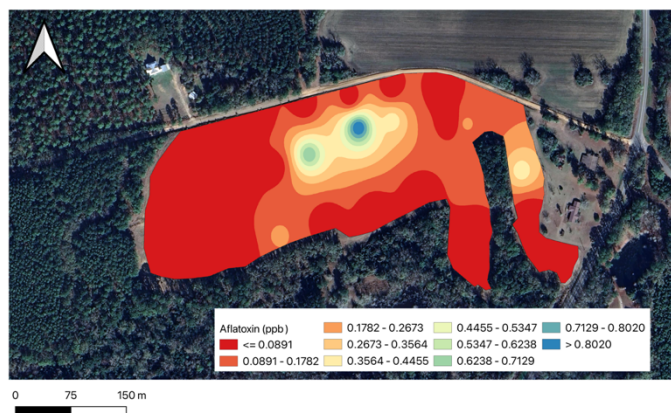 Aflatoxin (ppb)
<= 0.0891
0.0891 - 0.1782
0.1782 - 0.2673
0.2673 - 0.3564
0.3564 - 0.4455
0.4455 - 0.5347
0.5347 - 0.6238
0.6238 - 0.7129
0.7129 - 0.8020
> 0.8020
0 75 150 m